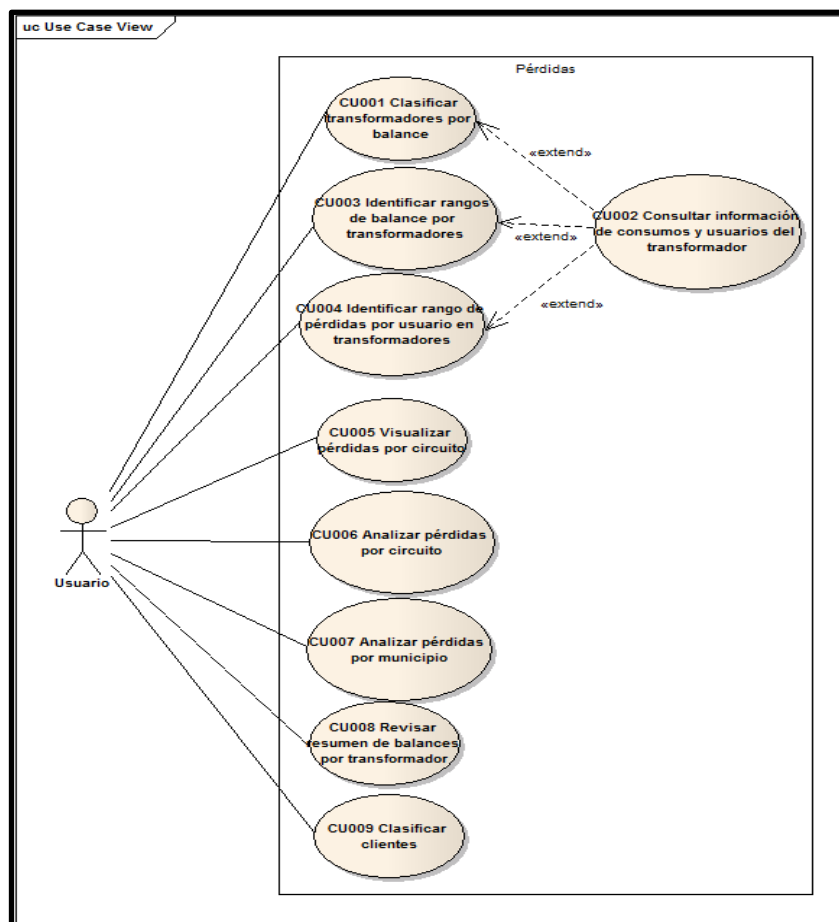 uc Use Case View
Pérdidas
CU001 Clasificar
transformadores por
balance
«extend»
CU003 Identificar rangos
de balance por
transformadores
«extend»
CU002 Consultar información
de consumos y usuarios del
transformador
CU004 Identificar rango de
pérdidas por usuario en
transformadores
«extend»
CU005 Visualizar
pérdidas por circuito
CU006 Analizar pérdidas
por circuito
Usuario
CU007 Analizar pérdidas
por municipio
CU008 Revisar
resumen de balances
por transformador
CU009 Clasificar
clientes